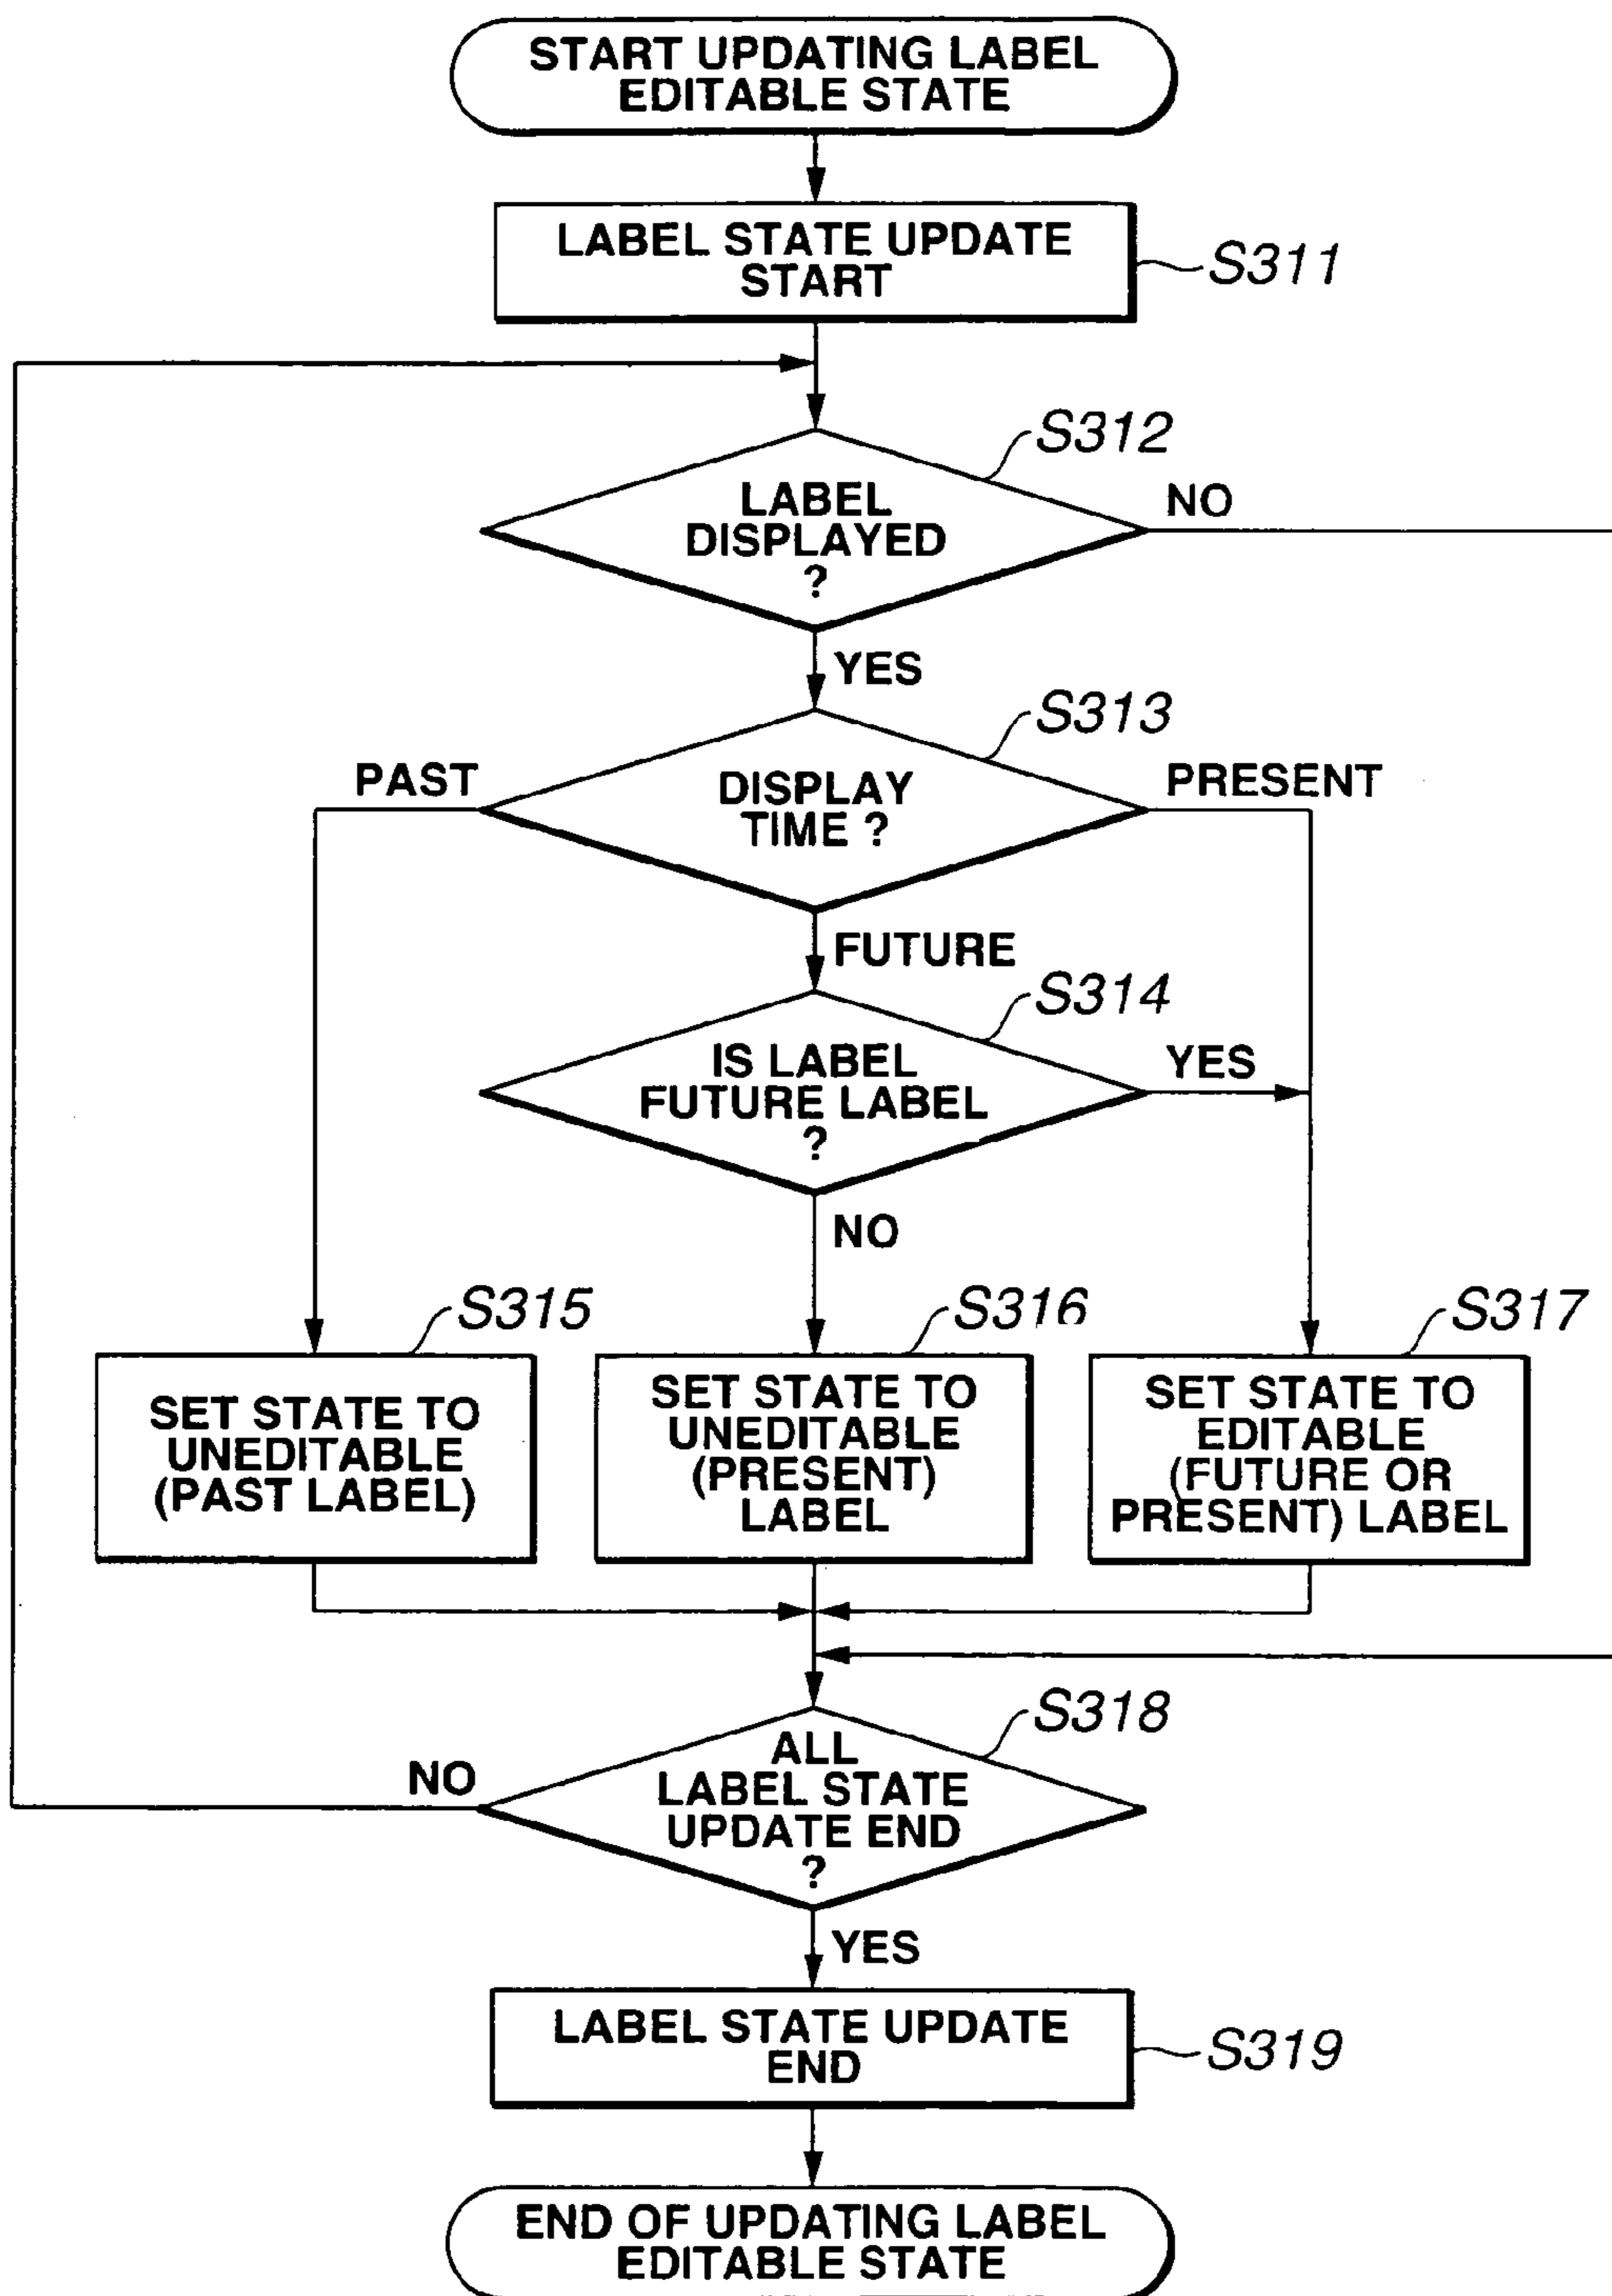 START UPDATING LABEL
EDITABLE STATE
LABEL STATE UPDATE
START
S311
S312
LABEL
DISPLAYED
?
NO
YES
S313
PAST
DISPLAY
TIME ?
PRESENT
FUTURE
S314
IS LABEL
FUTURE LABEL
?
YES
NO
S315
SET STATE TO
UNEDITABLE
(PAST LABEL)
S316
SET STATE TO
UNEDITABLE
(PRESENT)
LABEL
S317
SET STATE TO
EDITABLE
(FUTURE OR
PRESENT) LABEL
S318
ALL
LABEL STATE
UPDATE END
?
NO
YES
LABEL STATE UPDATE
END
S319
END OF UPDATING LABEL
EDITABLE STATE